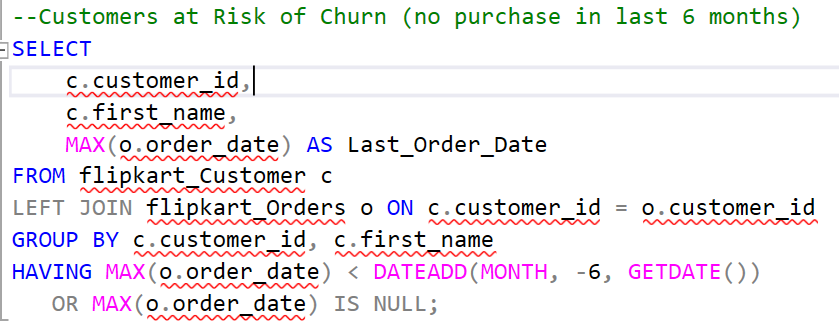 --Customers at Risk of Churn (no purchase in last 6 months)
SELECT
    c.customer_id,
    c.first_name,
    MAX(o.order_date) AS Last_Order_Date
FROM flipkart_Customer c
LEFT JOIN flipkart_Orders o ON c.customer_id = o.customer_id
GROUP BY c.customer_id, c.first_name
HAVING MAX(o.order_date) < DATEADD(MONTH, -6, GETDATE())
   OR MAX(o.order_date) IS NULL;